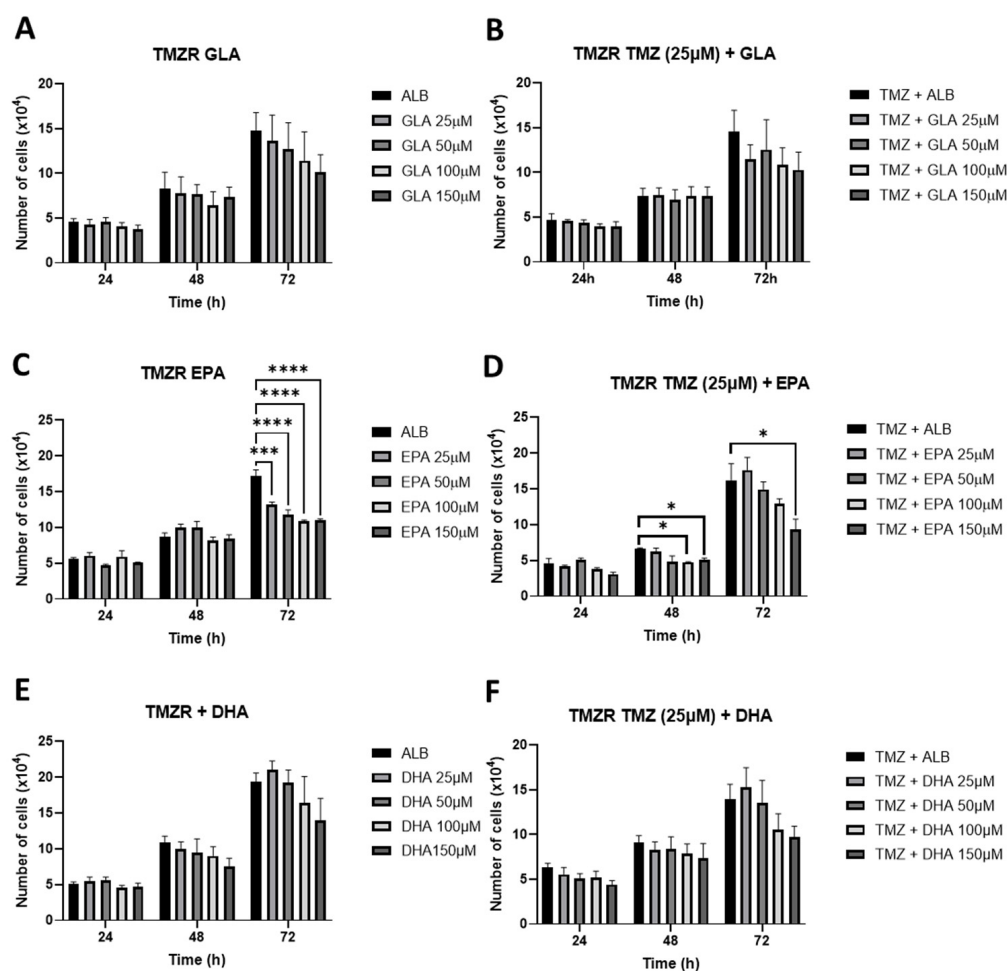 A
TMZR GLA
Number of cells (x10⁴)
20
15
10
5
0
24
48
72
Time (h)
ALB
GLA 25μM
GLA 50μM
GLA 100μM
GLA 150μM
B
TMZR TMZ (25μM) + GLA
Number of cells (x10⁴)
20
15
10
5
0
24h
48
72h
Time (h)
TMZ + ALB
TMZ + GLA 25μM
TMZ + GLA 50μM
TMZ + GLA 100μM
TMZ + GLA 150μM
C
TMZR EPA
****
****
****
***
Number of cells (x10⁴)
20
15
10
5
0
24
48
72
Time (h)
ALB
EPA 25μM
EPA 50μM
EPA 100μM
EPA 150μM
D
TMZR TMZ (25μM) + EPA
*
*
*
Number of cells (x10⁴)
25
20
15
10
5
0
24
48
72
Time (h)
TMZ + ALB
TMZ + EPA 25μM
TMZ + EPA 50μM
TMZ + EPA 100μM
TMZ + EPA 150μM
E
TMZR + DHA
Number of cells (x10⁴)
25
20
15
10
5
0
24
48
72
Time (h)
ALB
DHA 25μM
DHA 50μM
DHA 100μM
DHA150μM
F
TMZR TMZ (25μM) + DHA
Number of cells (x10⁴)
20
15
10
5
0
24
48
72
Time (h)
TMZ + ALB
TMZ + DHA 25μM
TMZ + DHA 50μM
TMZ + DHA 100μM
TMZ + DHA 150μM